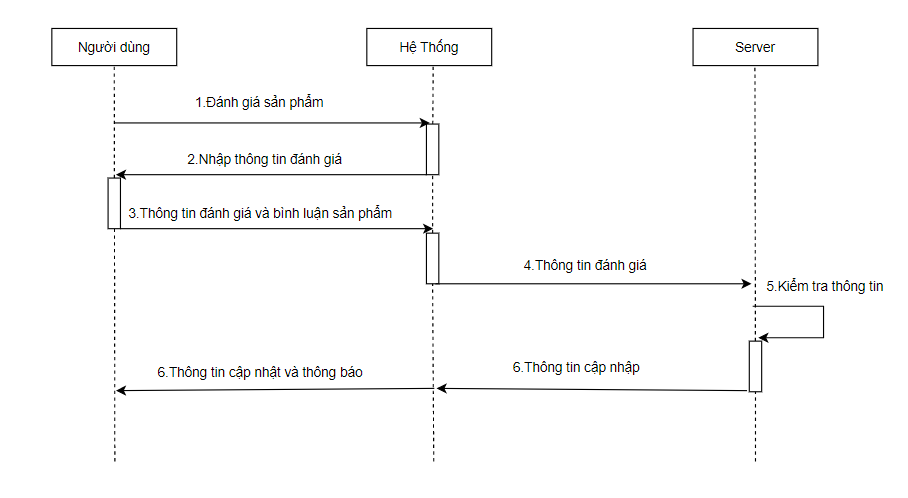 Người dùng
Hệ Thống
Server
1.Đánh giá sản phẩm
2.Nhập thông tin đánh giá
3.Thông tin đánh giá và bình luận sản phẩm
4.Thông tin đánh giá
5.Kiểm tra thông tin
6.Thông tin cập nhập
6.Thông tin cập nhật và thông báo